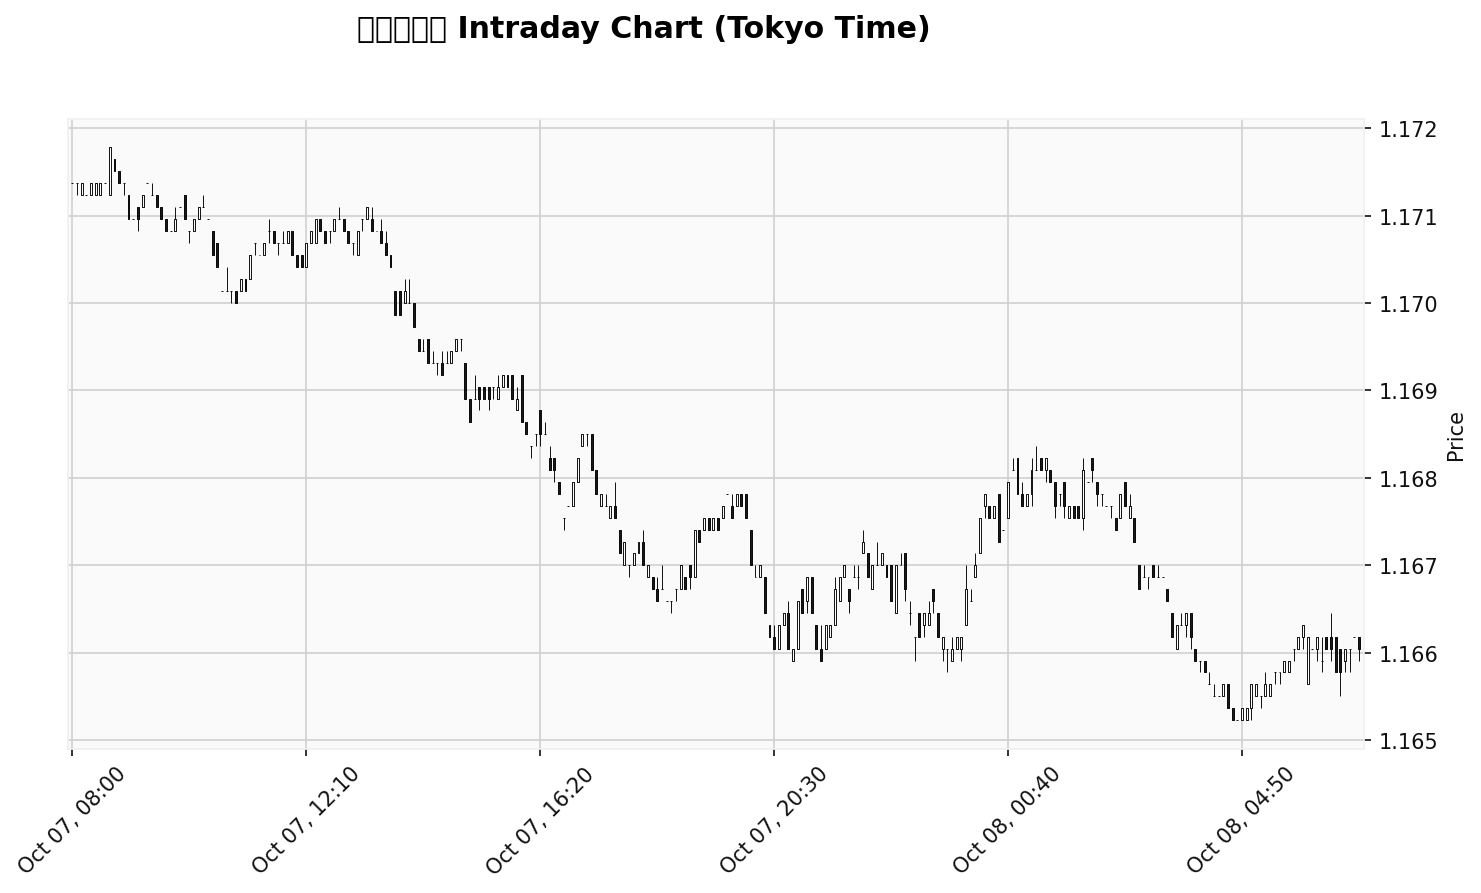 Intraday Chart (Tokyo Time)
1.172
1.171
1.170
1.169
1.168
1.167
1.166
1.165
Price
Oct 07, 08:00
Oct 07, 12:10
Oct 07, 16:20
Oct 07, 20:30
Oct 08, 00:40
Oct 08, 04:50